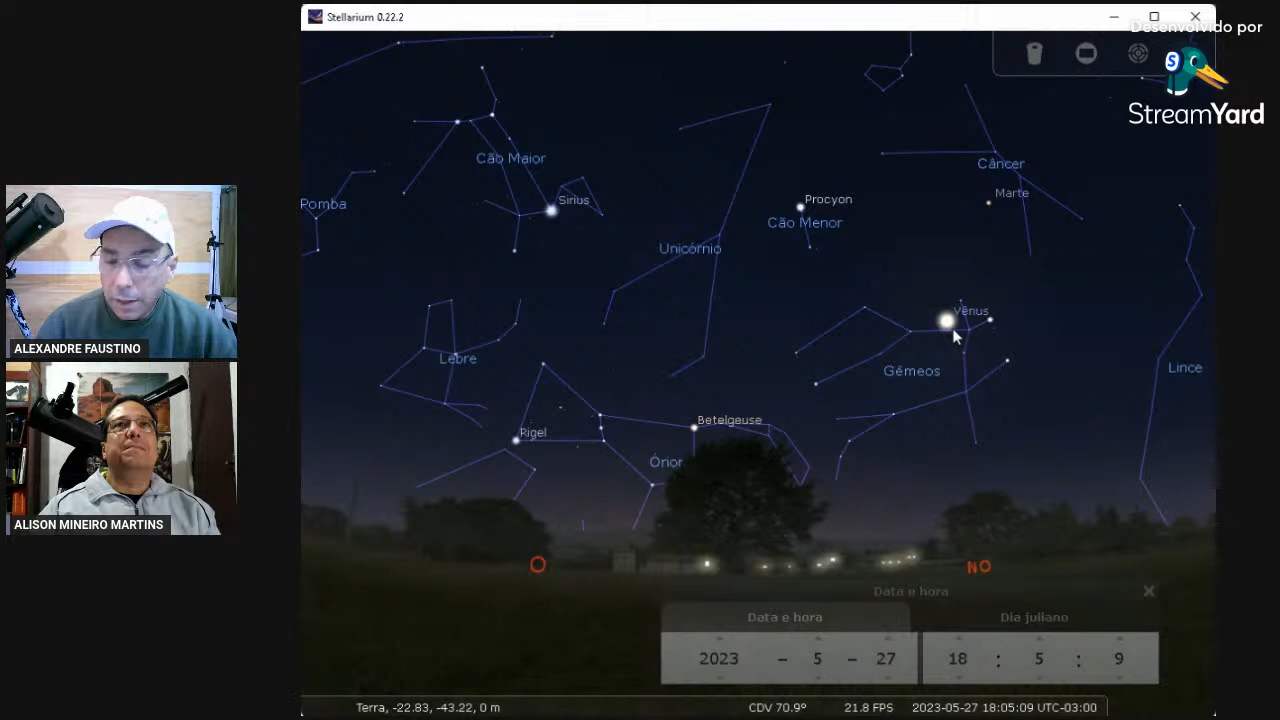 Stellarium 0.22.2
Desenvolvido por
StreamYard
Cão Maior
Câncer
Sirius
Procyon
Marte
Pomba
Cão Menor
Unicórnio
Vênus
Lebre
Gêmeos
Lince
Betelgeuse
Rigel
Órion
ALEXANDRE FAUSTINO
ALISON MINEIRO MARTINS
O
NO
Data e hora
Data e hora
Dia juliano
2023 - 5 - 27
18 : 5 : 9
Terra, -22.83, -43.22, 0 m
CDV 70.9°
21.8 FPS
2023-05-27 18:05:09 UTC-03:00